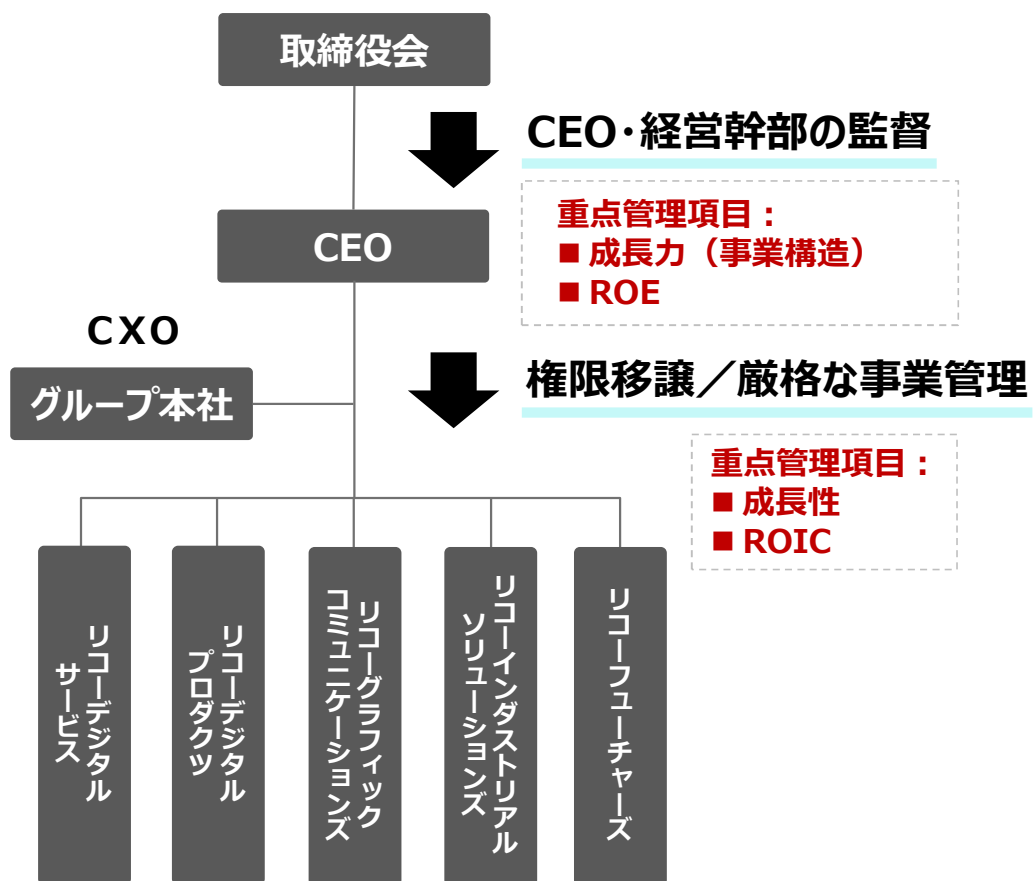 取締役会
CEO･経営幹部の監督
重点管理項目：
■ 成長力（事業構造）
■ ROE
CEO
CXO
グループ本社
権限移譲／厳格な事業管理
重点管理項目：
■ 成長性
■ ROIC
リコーデジタル
サービス
リコーデジタル
プロダクツ
リコーグラフィック
コミュニケーションズ
リコーインダストリアル
ソリューションズ
リコーフューチャーズ